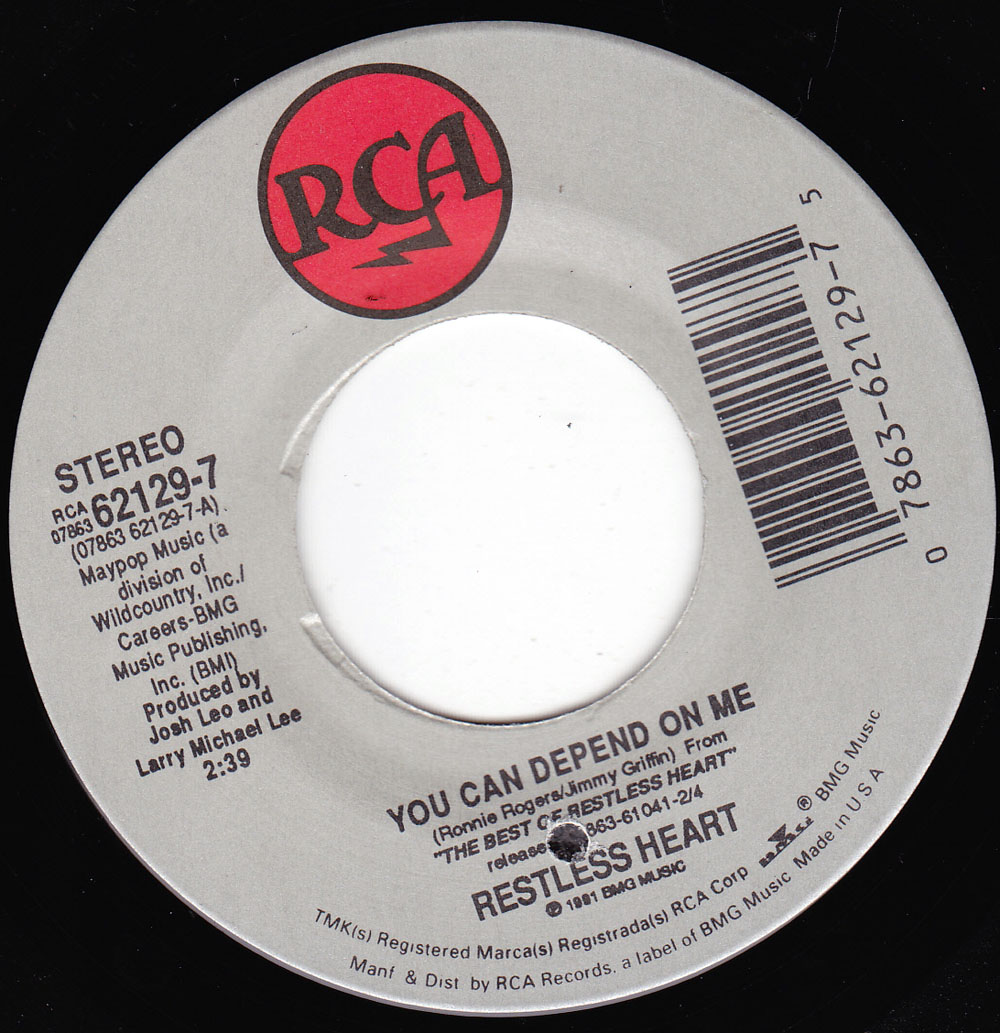 RCA
STEREO
RCA
07863 62129-7
(07863 62129-7-A)
Maypop Music (a
division of
Wildcountry, Inc./
Careers-BMG
Music Publishing,
Inc. (BMI)
Produced by
Josh Leo and
Larry Michael Lee
2:39
0 7863-62129-7 5
YOU CAN DEPEND ON ME
(Ronnie Rogers/Jimmy Griffin) From
"THE BEST OF RESTLESS HEART"
863-61041-2/4
RESTLESS HEART
℗ 1991 BMG MUSIC
TMK(s) Registered Marca(s) Registrada(s) RCA Corp BMG ® BMG Music
Manf & Dist by RCA Records, a label of BMG Music Made in U S A